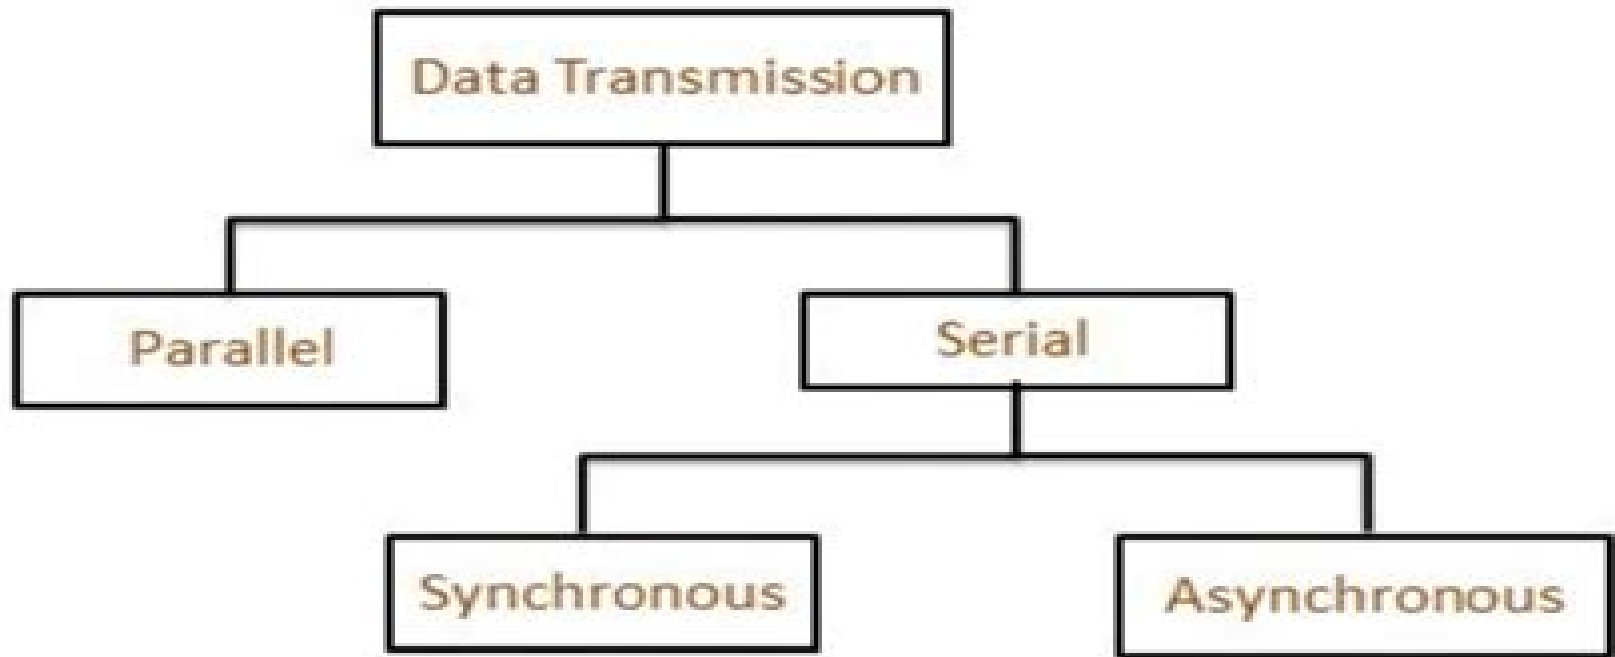 Data Transmission
Parallel
Serial
Synchronous
Asynchronous